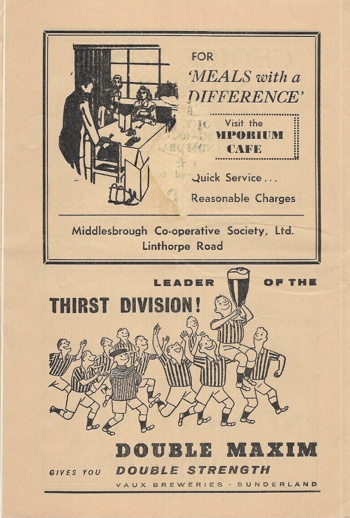 FOR
'MEALS with a
DIFFERENCE'
Visit the
MPORIUM
CAFE
Quick Service...
Reasonable Charges
Middlesbrough Co-operative Society, Ltd.
Linthorpe Road
LEADER OF THE
THIRST DIVISION!
DOUBLE MAXIM
GIVES YOU DOUBLE STRENGTH
VAUX BREWERIES - SUNDERLAND